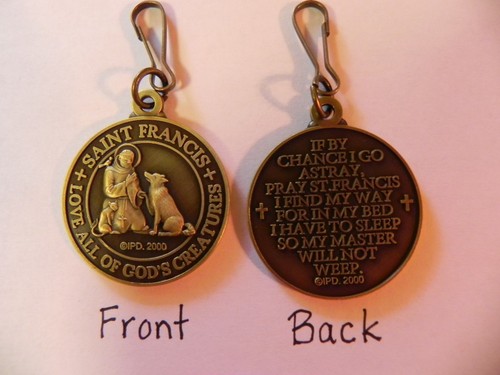 + SAINT FRANCIS +
LOVE ALL OF GOD'S CREATURES
©IPD. 2000
IF BY
CHANCE I GO
ASTRAY,
PRAY ST. FRANCIS
I FIND MY WAY
FOR IN MY BED
I HAVE TO SLEEP
SO MY MASTER
WILL NOT
WEEP.
©IPD. 2000
Front
Back